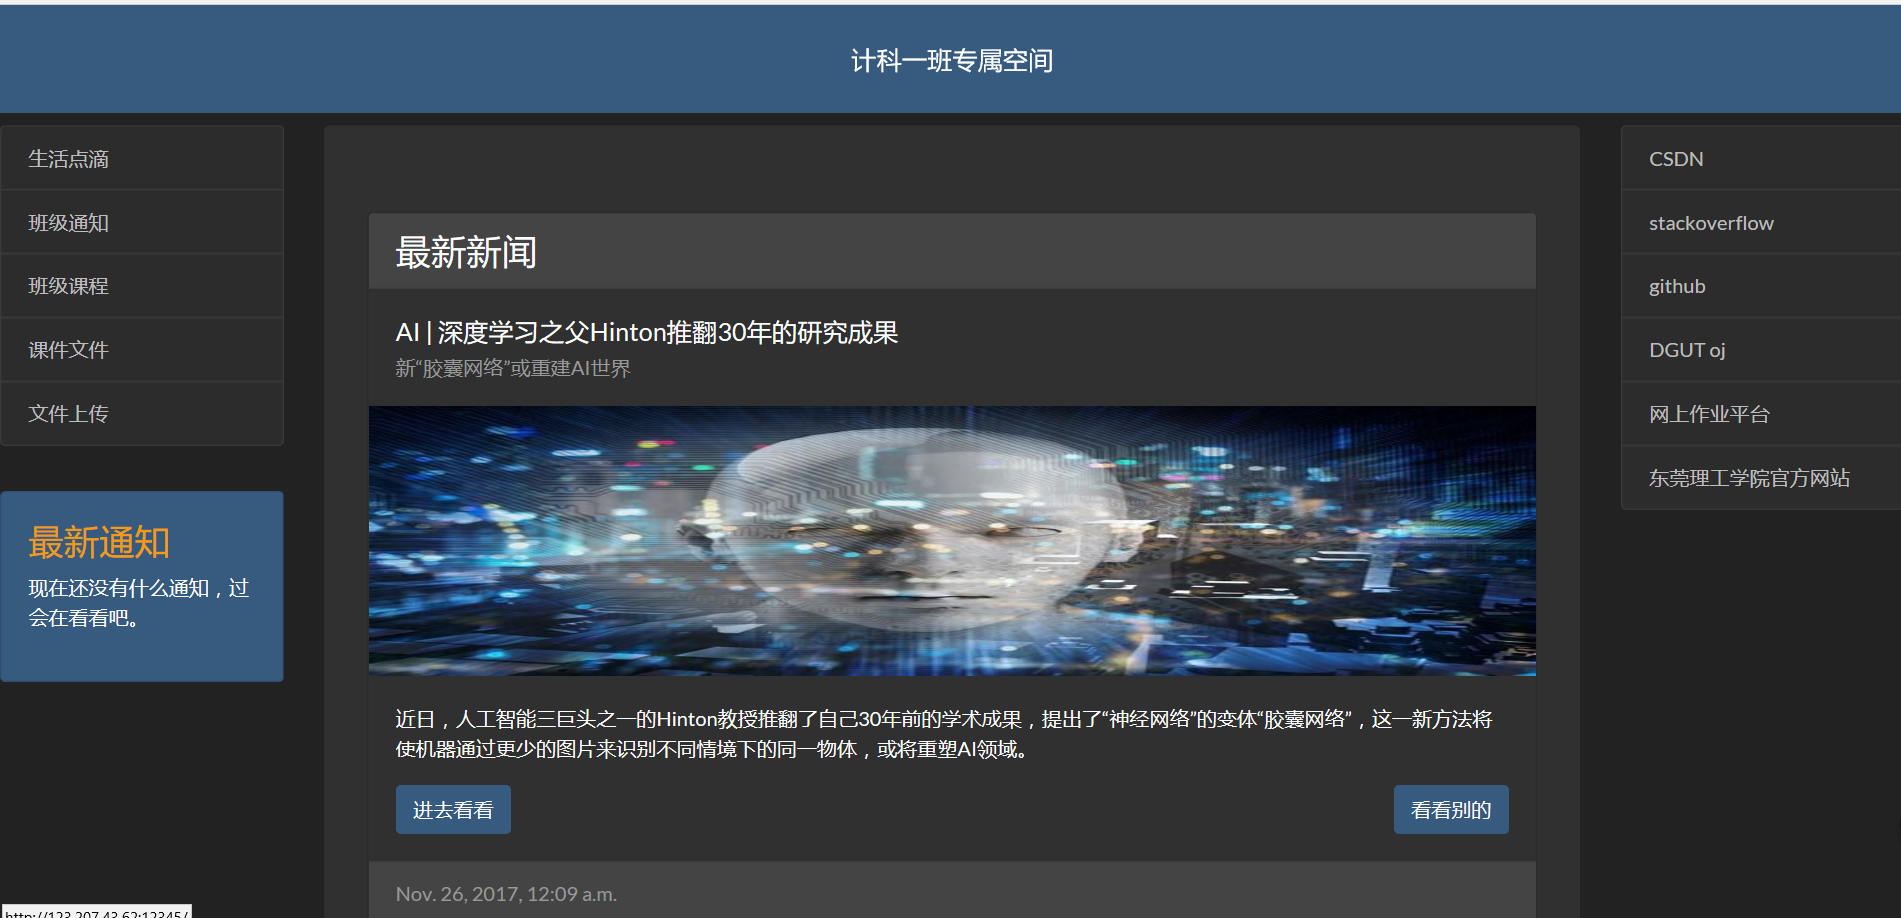 计科一班专属空间
生活点滴
班级通知
班级课程
课件文件
文件上传
最新通知
现在还没有什么通知，过
会在看看吧。
最新新闻
AI | 深度学习之父Hinton推翻30年的研究成果
新“胶囊网络”或重建AI世界
近日，人工智能三巨头之一的Hinton教授推翻了自己30年前的学术成果，提出了“神经网络”的变体“胶囊网络”，这一新方法将
使机器通过更少的图片来识别不同情境下的同一物体，或将重塑AI领域。
进去看看
看看别的
Nov. 26, 2017, 12:09 a.m.
CSDN
stackoverflow
github
DGUT oj
网上作业平台
东莞理工学院官方网站
http://123.207.43.62:12345/